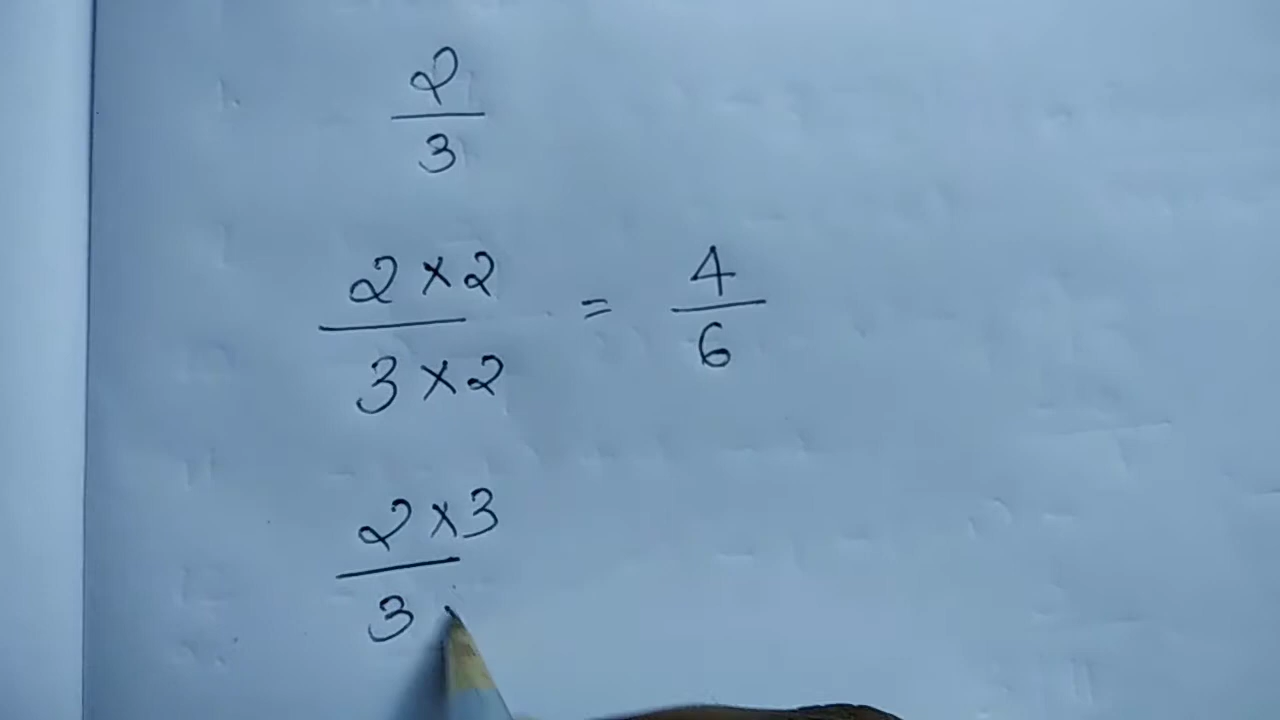 2
3
2 × 2 = 4
3 × 2 6
2 × 3
3